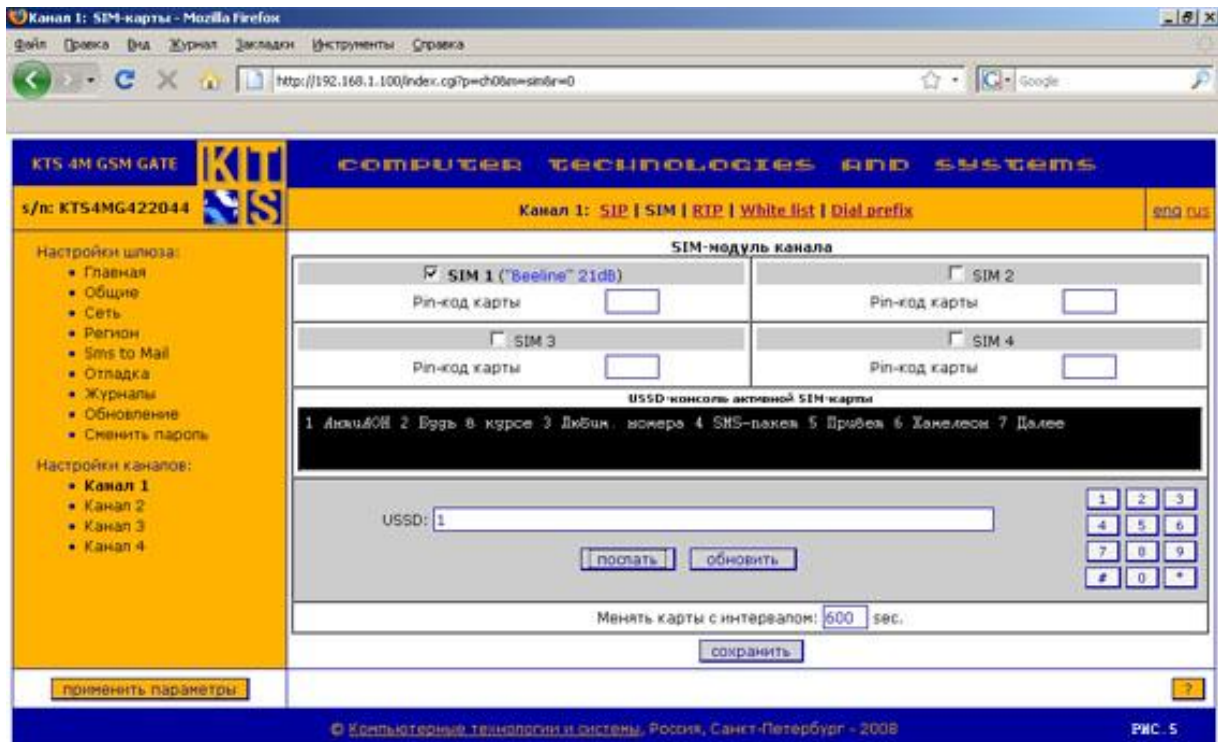 Канал 1: SIM-карты - Mozilla Firefox
Файл Правка Вид Журнал Закладки Инструменты Справка
http://192.168.1.100/index.cgi?p=ch0&m=sim&r=0
Google
KTS 4M GSM GATE
KTS
COMPUTER TECHNOLOGIES AND SYSTEMS
s/n: KTS4MG422044
Канал 1: SIP | SIM | RTP | White list | Dial prefix
eng rus
Настройки шлюза:
Главная
Общие
Сеть
Регион
Sms to Mail
Отладка
Журналы
Обновление
Сменить пароль
Настройки каналов:
Канал 1
Канал 2
Канал 3
Канал 4
SIM-модуль канала
SIM 1 ("Beeline" 21dB)
SIM 2
Pin-код карты
Pin-код карты
SIM 3
SIM 4
Pin-код карты
Pin-код карты
USSD-консоль активной SIM-карты
1 АнтиАОН 2 Будь в курсе 3 Любим. номера 4 SMS-пакет 5 Привет 6 Хамелеон 7 Далее
USSD: 1
послать обновить
1 2 3
4 5 6
7 8 9
# 0 *
Менять карты с интервалом: 600 sec.
сохранить
применить параметры
?
© Компьютерные технологии и системы, Россия, Санкт-Петербург - 2008
РИС.5